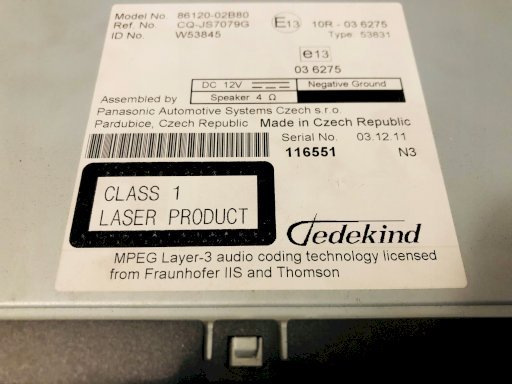 Model No. 86120-02B80
Ref. No. CQ-JS7079G
ID No. W53845
E13 10R - 03 6275
Type: 53831
e13
03 6275
DC 12V Negative Ground
Speaker 4 Ω
Assembled by
Panasonic Automotive Systems Czech s.r.o.
Pardubice, Czech Republic Made in Czech Republic
Serial No. 03.12.11
116551 N3
CLASS 1
LASER PRODUCT
Dedekind
MPEG Layer-3 audio coding technology licensed
from Fraunhofer IIS and Thomson